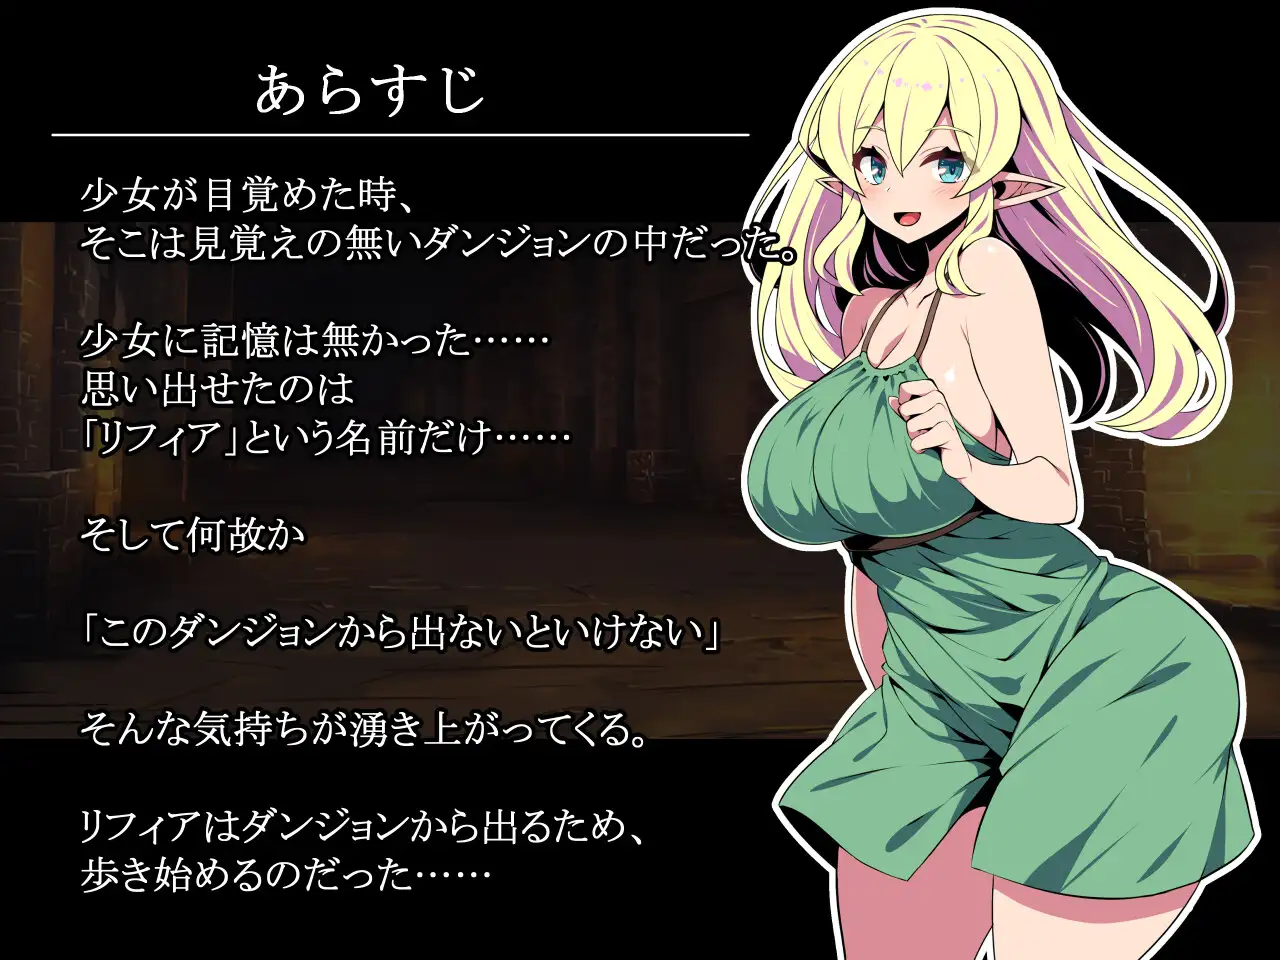 あらすじ
少女が目覚めた時、
そこは見覚えの無いダンジョンの中だった。
少女に記憶は無かった……
思い出せたのは
「リフィア」という名前だけ……
そして何故か
「このダンジョンから出ないといけない」
そんな気持ちが湧き上がってくる。
リフィアはダンジョンから出るため、
歩き始めるのだった……